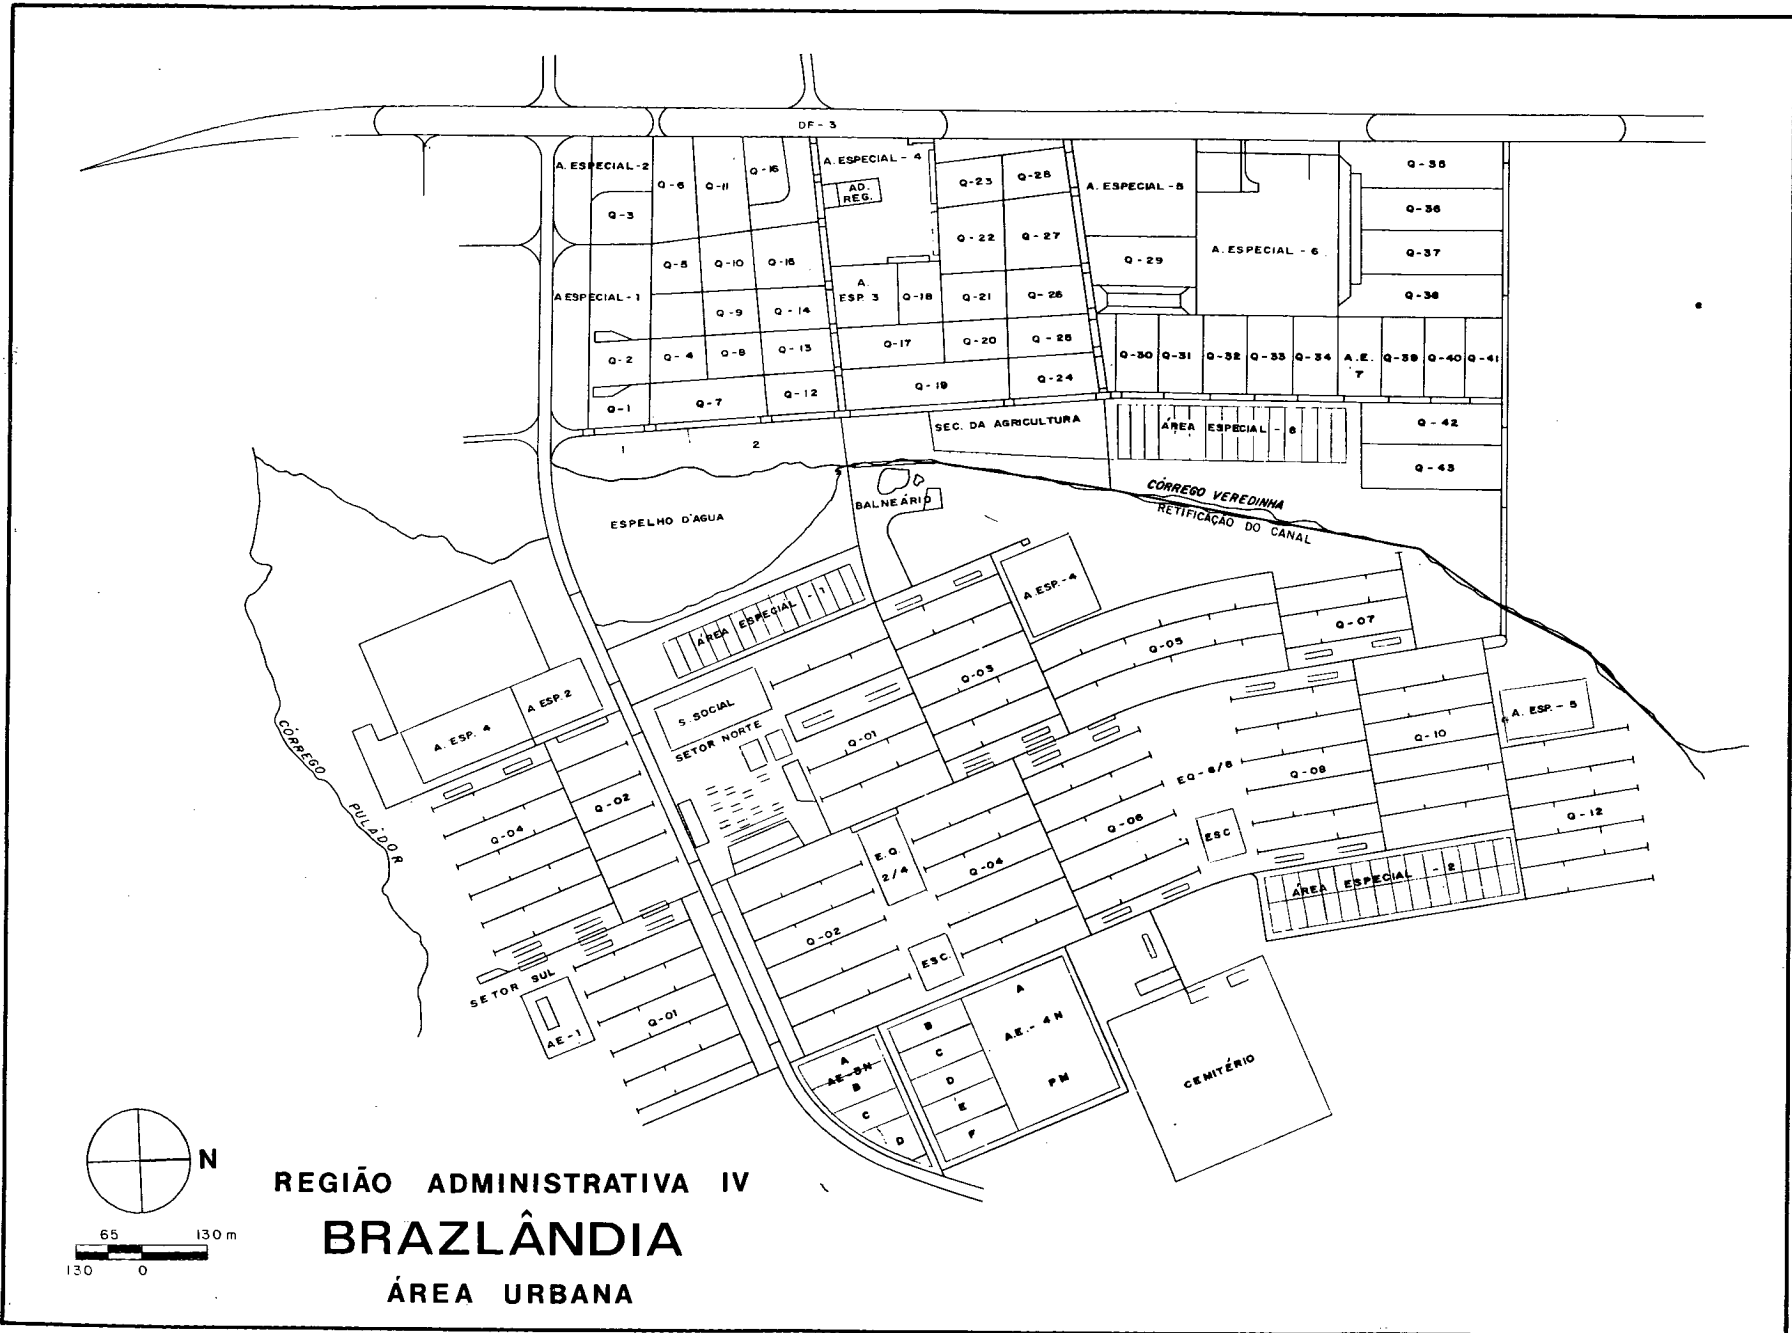 DF-3
A. ESPECIAL-2
Q-6
Q-11
Q-16
A. ESPECIAL - 4
AD. REG.
Q-23
Q-28
A. ESPECIAL -5
Q-35
Q-3
Q-36
Q-5
Q-10
Q-15
Q-22
Q-27
Q-29
A. ESPECIAL - 6
Q-37
A ESPECIAL-1
Q-9
Q-14
A. ESP. 3
Q-18
Q-21
Q-26
Q-38
Q-2
Q-4
Q-8
Q-13
Q-17
Q-20
Q-25
Q-30
Q-31
Q-32
Q-33
Q-34
A.E. 7
Q-39
Q-40
Q-41
Q-1
Q-7
Q-12
Q-19
Q-24
1
2
SEC. DA AGRICULTURA
ÁREA ESPECIAL - 8
Q-42
Q-43
ESPELHO D'AGUA
BALNEÁRIO
CÓRREGO VEREDINHA
RETIFICAÇÃO DO CANAL
ÁREA ESPECIAL - 1
A. ESP.-4
Q-07
Q-05
Q-03
A. ESP. 4
A ESP. 2
S. SOCIAL
SETOR NORTE
Q-01
Q-10
A. ESP.-5
CÓRREGO PULADOR
Q-04
Q-02
EQ-6/8
Q-08
Q-06
ESC
Q-12
E.Q. 2/4
Q-04
ÁREA ESPECIAL - 2
Q-02
ESC.
SETOR SUL
AE-1
Q-01
A
AE-3N
B
C
D
B
C
D
E
F
A
A.E.-4N
PM
CEMITÉRIO
N
REGIÃO ADMINISTRATIVA IV
BRAZLÂNDIA
ÁREA URBANA
65 130 m
130 0